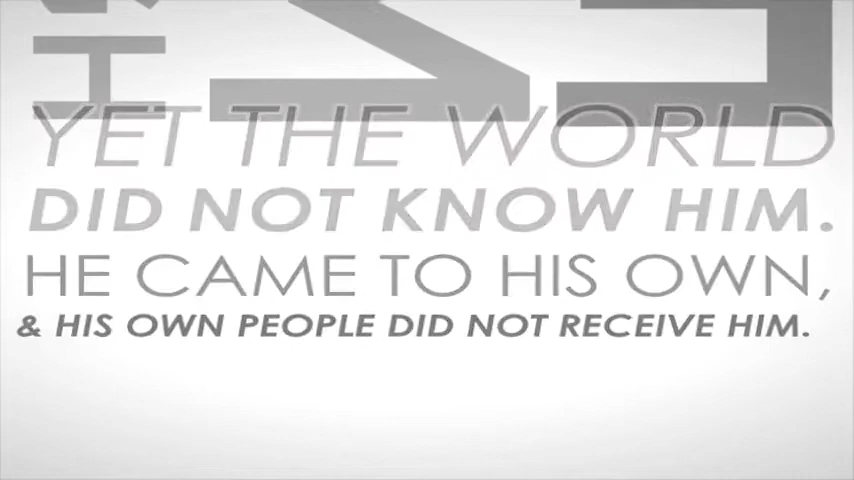 YET THE WORLD
DID NOT KNOW HIM.
HE CAME TO HIS OWN,
& HIS OWN PEOPLE DID NOT RECEIVE HIM.